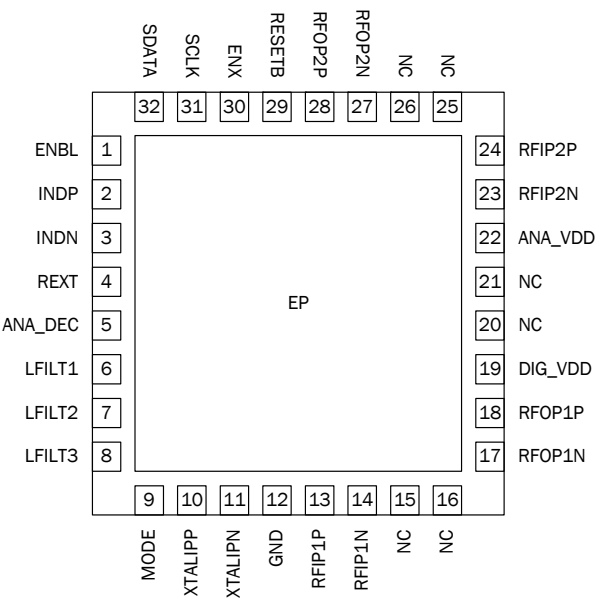 SDATA
SCLK
ENX
RESETB
RFOP2P
RFOP2N
NC
NC
32 31 30 29 28 27 26 25
ENBL 1
INDP 2
INDN 3
REXT 4
ANA_DEC 5
LFILT1 6
LFILT2 7
LFILT3 8
EP
24 RFIP2P
23 RFIP2N
22 ANA_VDD
21 NC
20 NC
19 DIG_VDD
18 RFOP1P
17 RFOP1N
9 10 11 12 13 14 15 16
MODE
XTALIPP
XTALIPN
GND
RFIP1P
RFIP1N
NC
NC